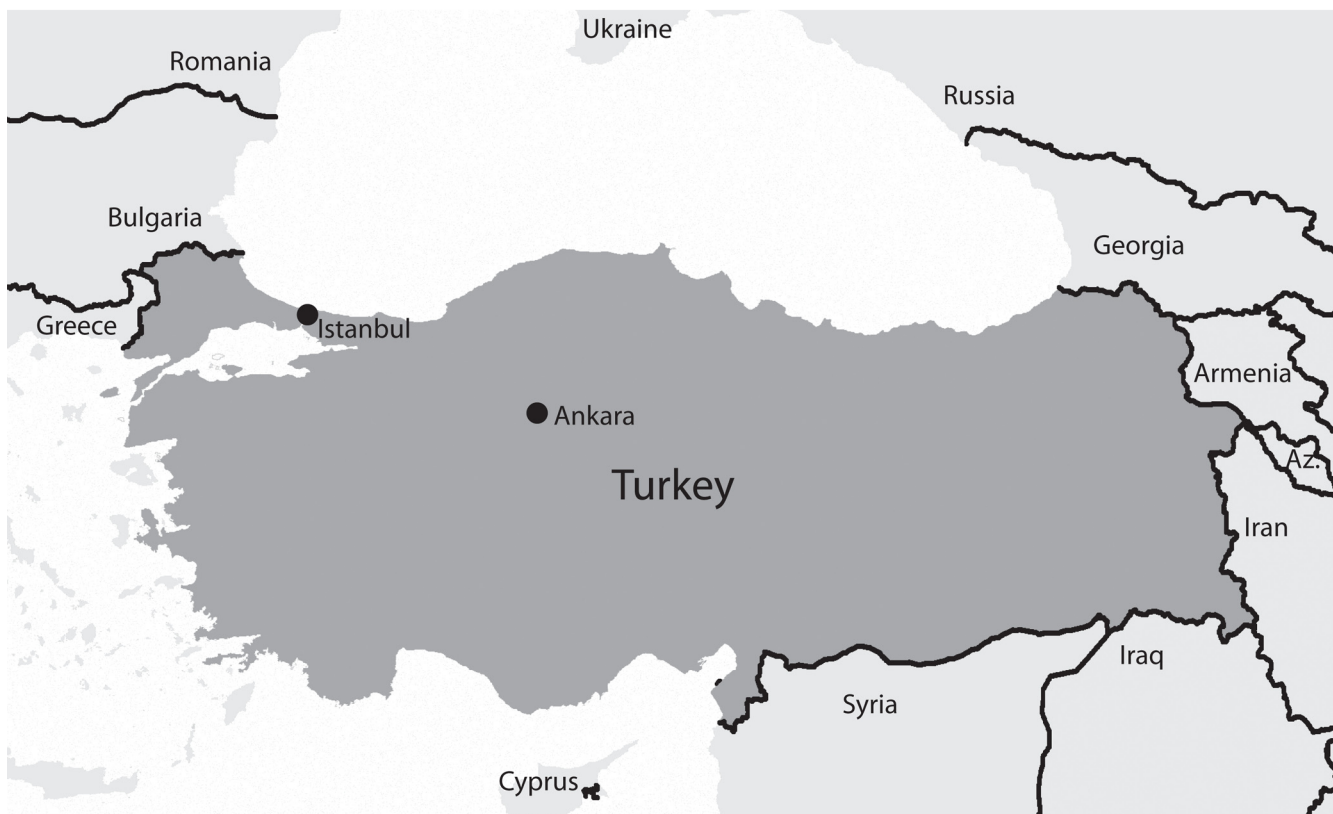 Ukraine
Romania
Russia
Bulgaria
Georgia
Greece
Istanbul
Armenia
Ankara
Az.
Turkey
Iran
Iraq
Syria
Cyprus